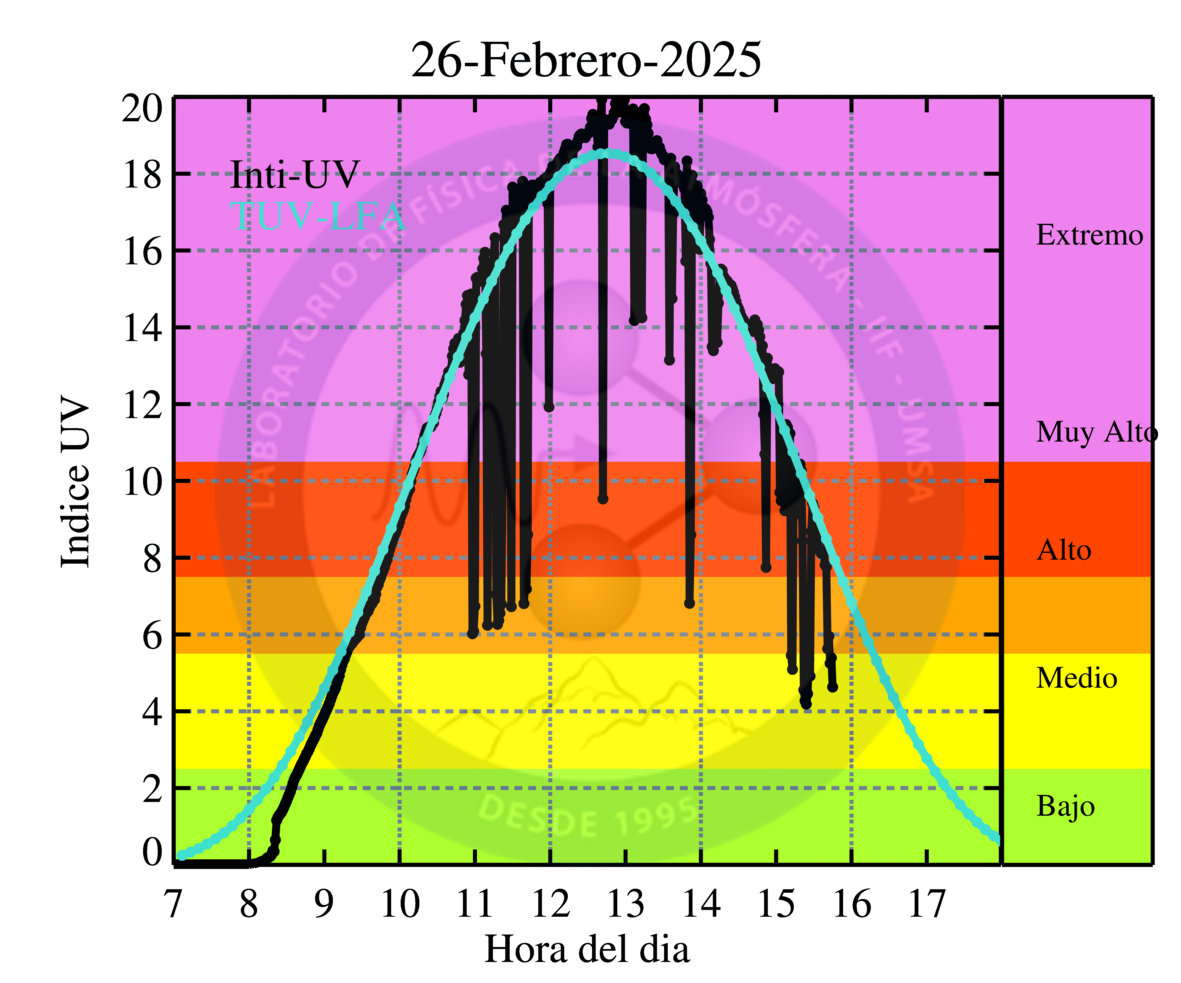 26-Febrero-2025
Inti-UV
TUV-LFA
20
18
16
14
12
10
8
6
4
2
0
Indice UV
7 8 9 10 11 12 13 14 15 16 17
Hora del dia
Extremo
Muy Alto
Alto
Medio
Bajo
LABORATORIO DE FÍSICA DE LA ATMÓSFERA - IIF - UMSA
DESDE 1995